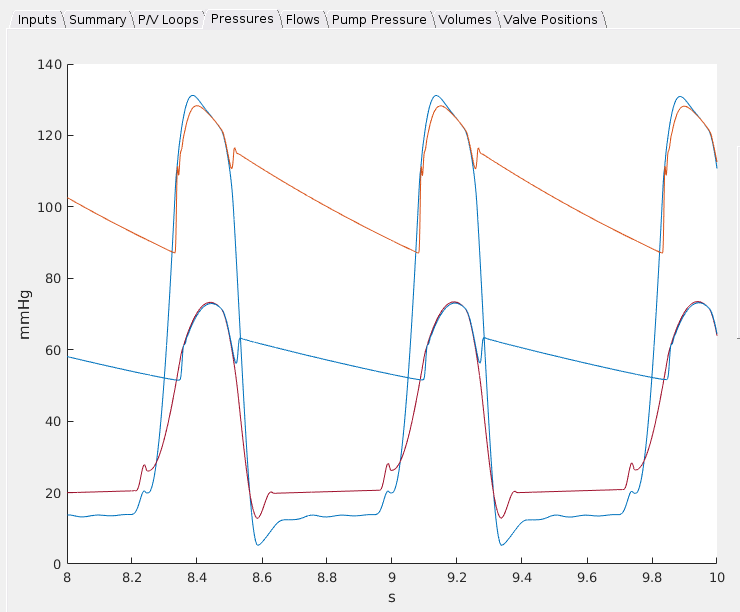 Inputs Summary P/V Loops Pressures Flows Pump Pressure Volumes Valve Positions
140
120
100
80
60
40
20
0
mmHg
8 8.2 8.4 8.6 8.8 9 9.2 9.4 9.6 9.8 10
s